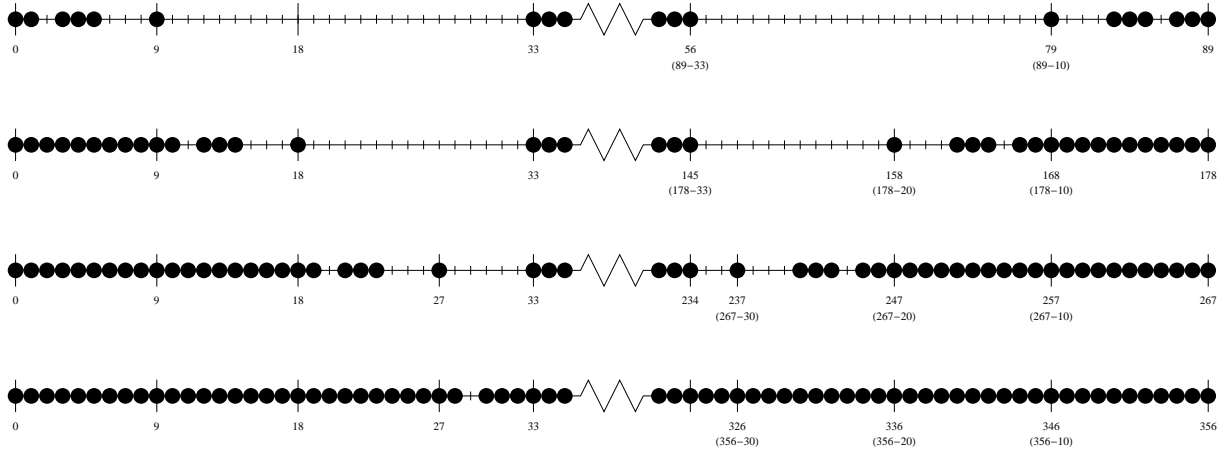 0 9 18 33 56 79 89
(89−33) (89−10)
0 9 18 33 145 158 168 178
(178−33) (178−20) (178−10)
0 9 18 27 33 234 237 247 257 267
(267−30) (267−20) (267−10)
0 9 18 27 33 326 336 346 356
(356−30) (356−20) (356−10)